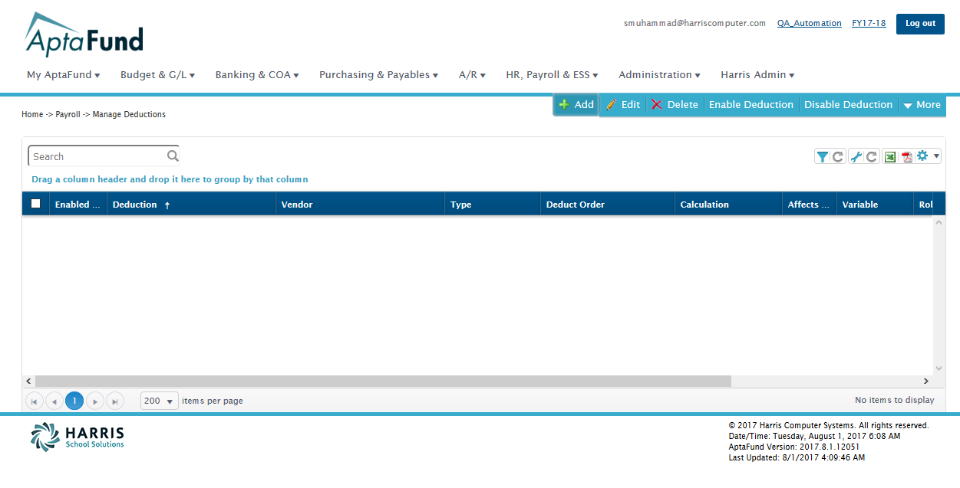 smuhammad@harriscomputer.com QA_Automation FY17-18 Log out
AptaFund
My AptaFund Budget & G/L Banking & COA Purchasing & Payables A/R HR, Payroll & ESS Administration Harris Admin
Add Edit Delete Enable Deduction Disable Deduction More
Home -> Payroll -> Manage Deductions
Search
Drag a column header and drop it here to group by that column
Enabled ... Deduction ↑ Vendor Type Deduct Order Calculation Affects ... Variable Rol
1 200 items per page No items to display
HARRIS
School Solutions
© 2017 Harris Computer Systems. All rights reserved.
Date/Time: Tuesday, August 1, 2017 6:08 AM
AptaFund Version: 2017.8.1.12051
Last Updated: 8/1/2017 4:09:46 AM